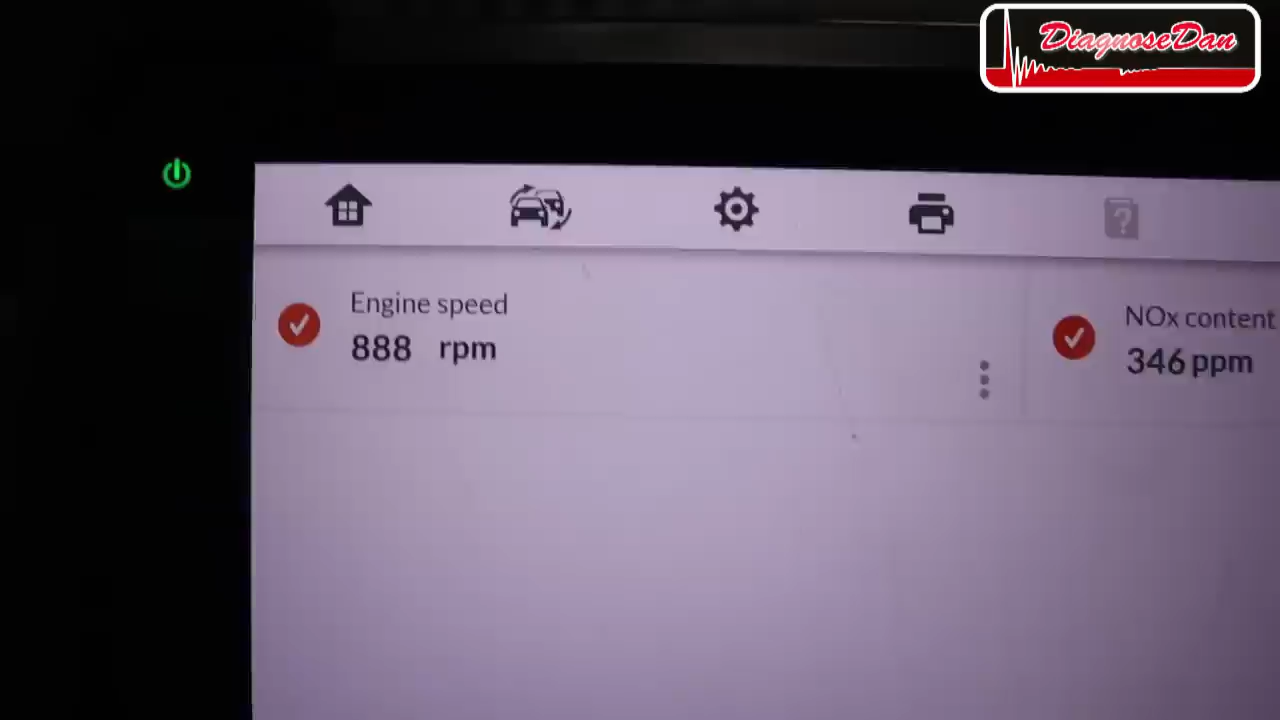 DiagnoseDan
Engine speed
888 rpm
NOx content
346 ppm